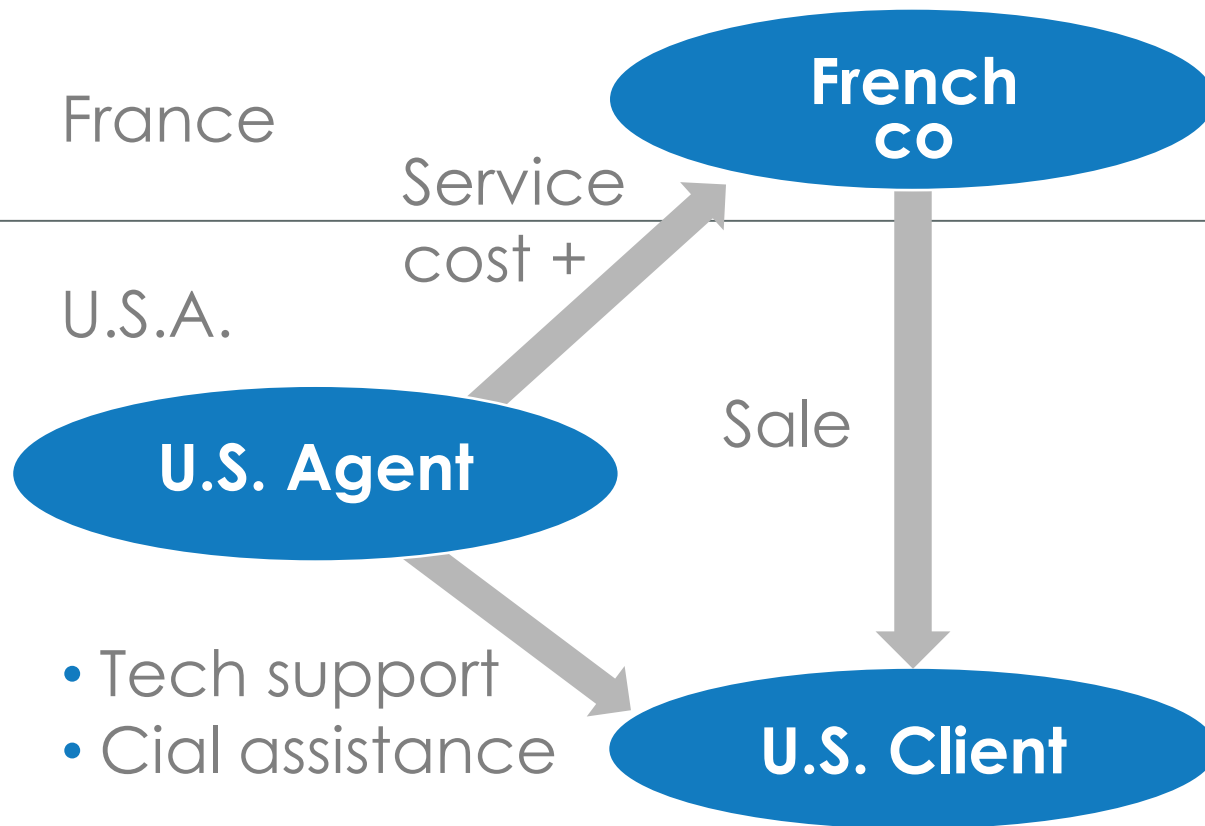 French
co
France
Service
cost +
U.S.A.
Sale
U.S. Agent
• Tech support
• Cial assistance
U.S. Client